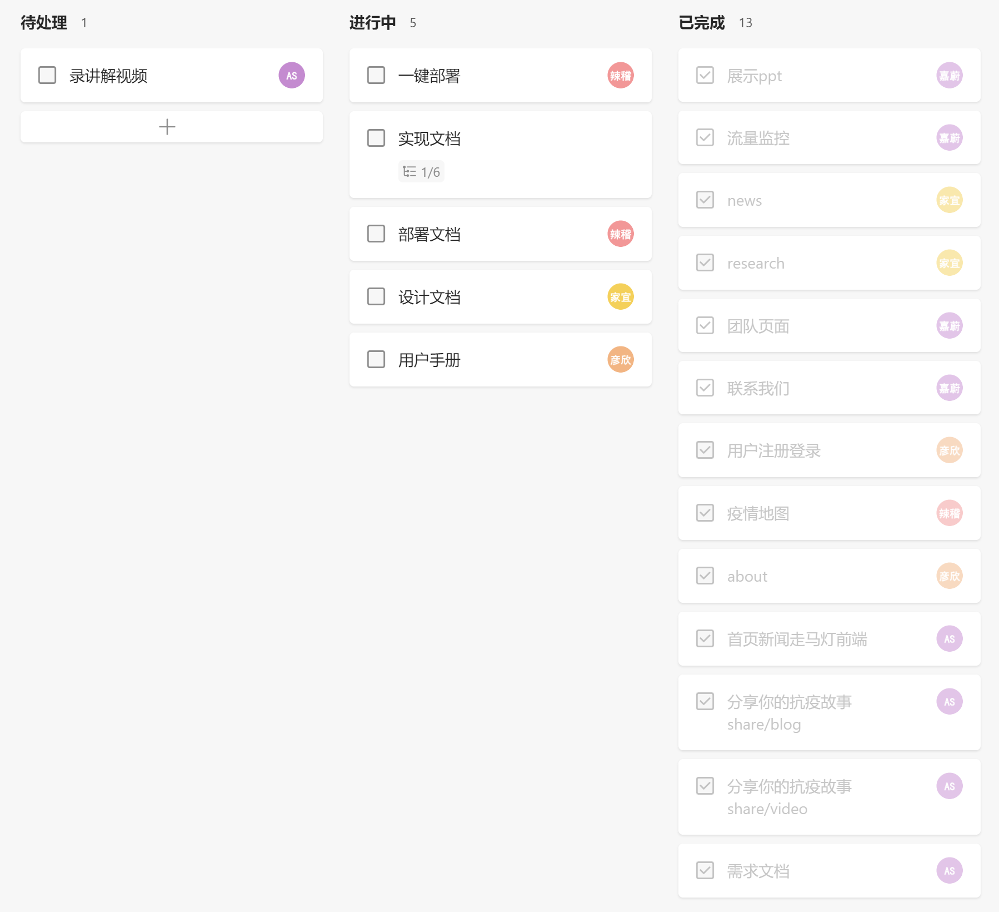 待处理 1
录讲解视频 AS
进行中 5
一键部署 辣稽
实现文档
1/6
部署文档 辣稽
设计文档 家宜
用户手册 彦欣
已完成 13
展示ppt 嘉蔚
流量监控 嘉蔚
news 家宜
research 家宜
团队页面 嘉蔚
联系我们 嘉蔚
用户注册登录 彦欣
疫情地图 辣稽
about 彦欣
首页新闻走马灯前端 AS
分享你的抗疫故事 AS
share/blog
分享你的抗疫故事 AS
share/video
需求文档 AS